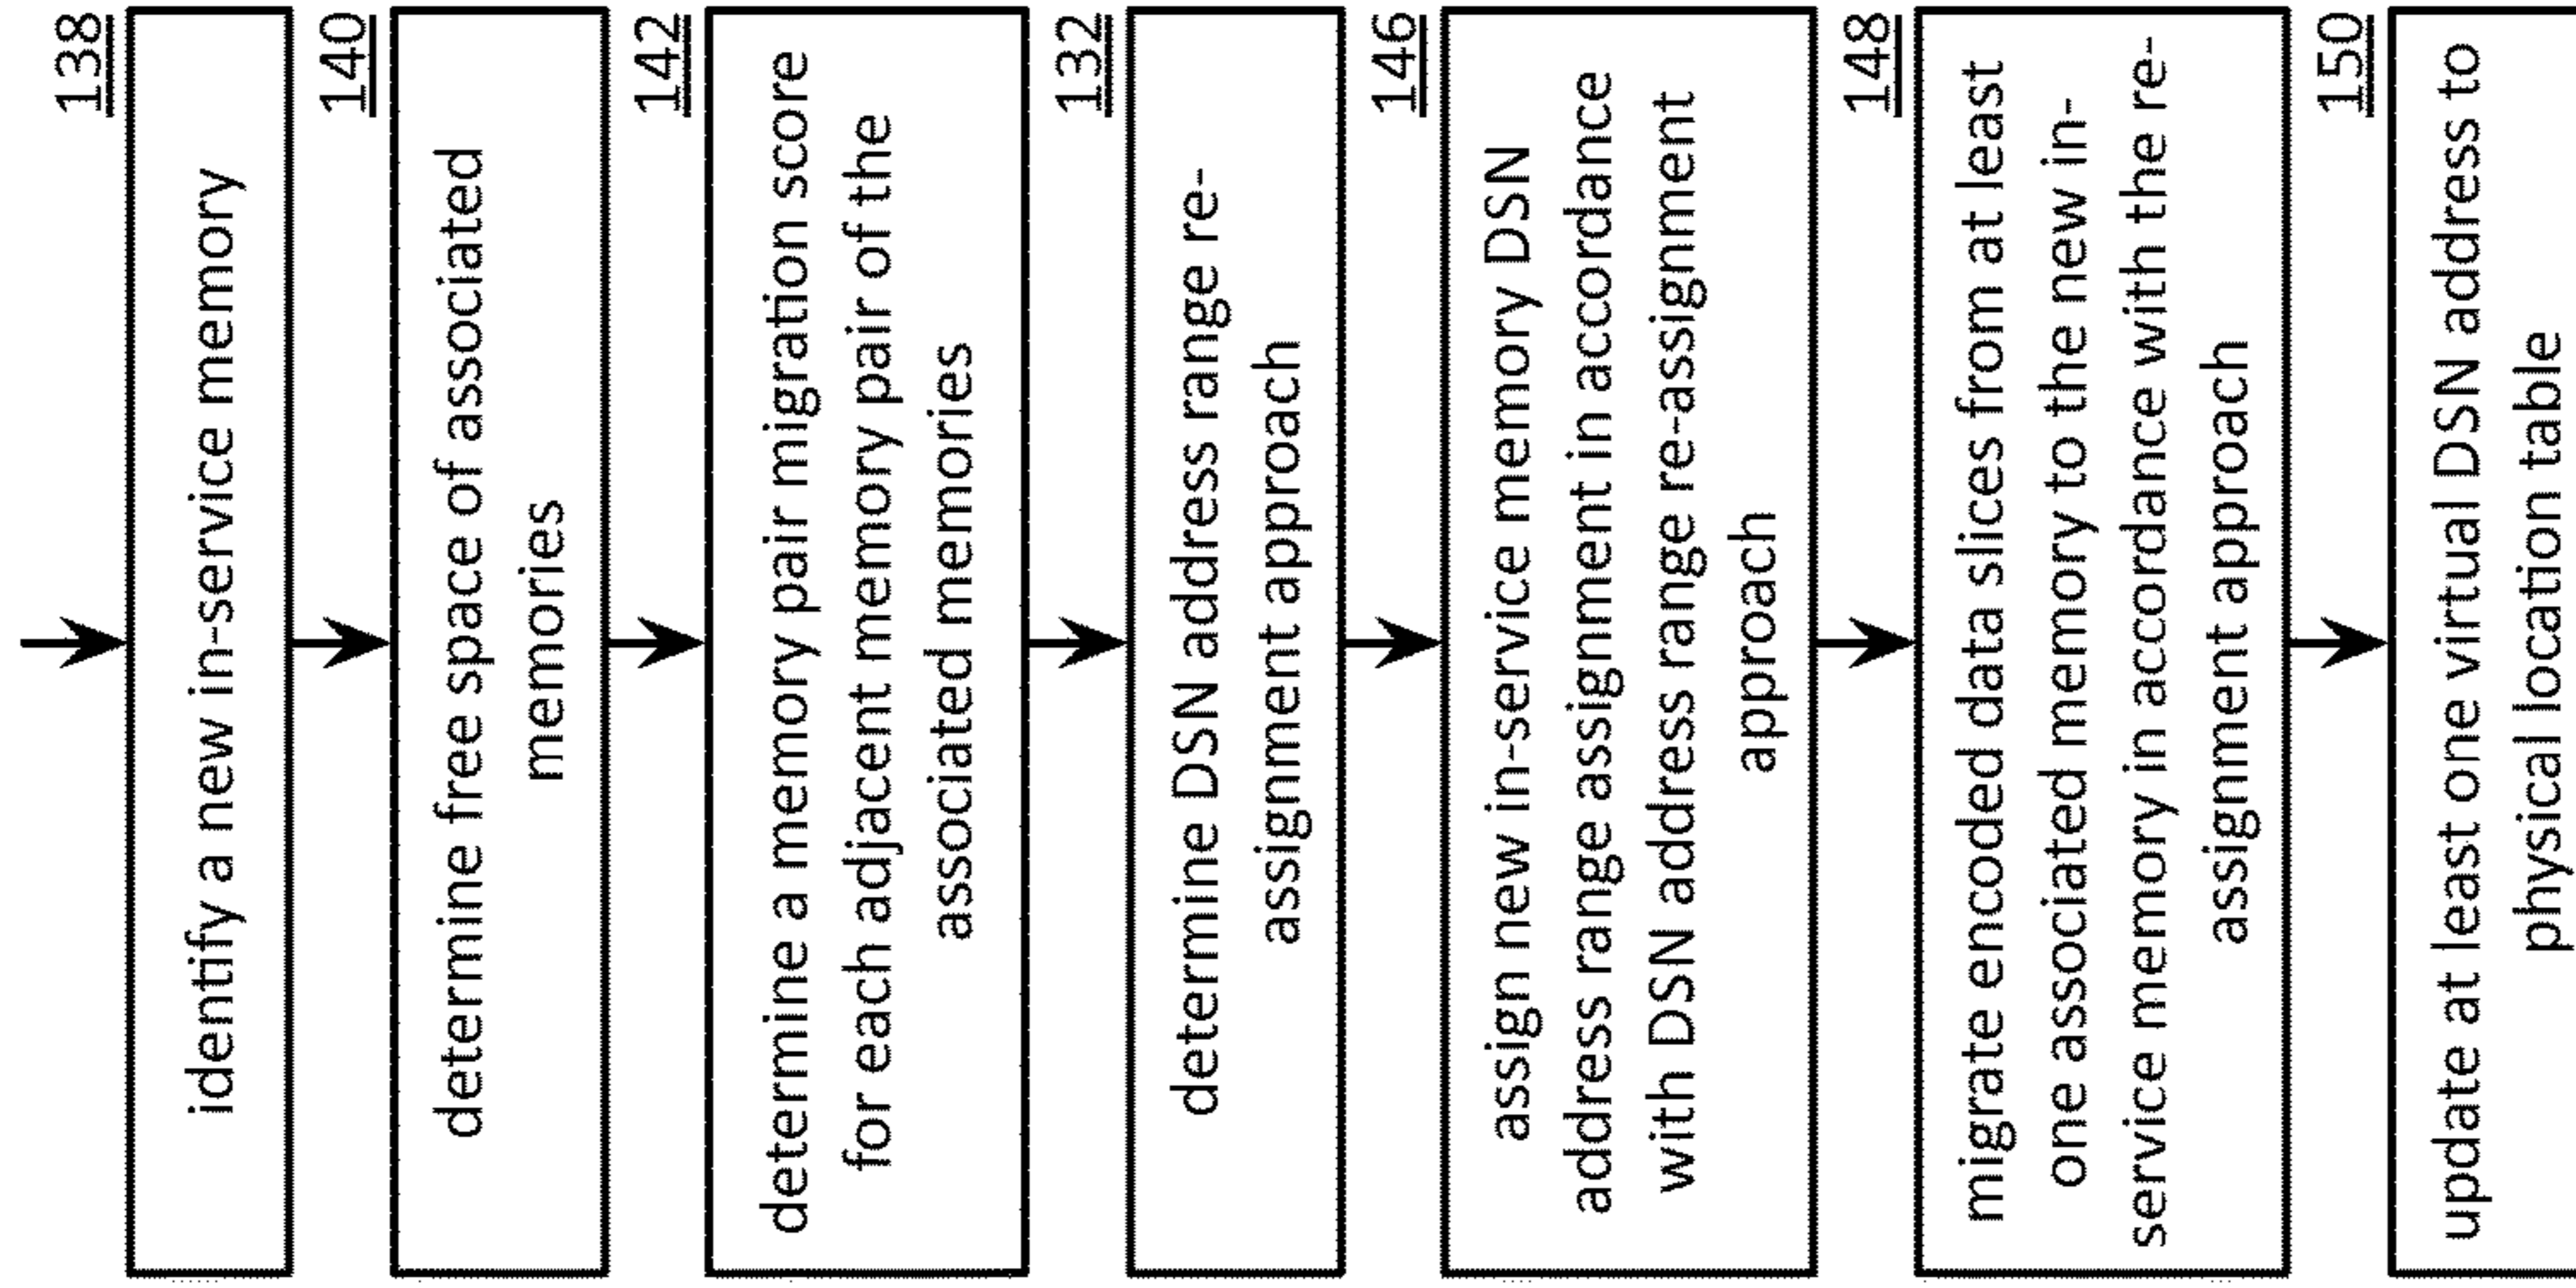 138
identify a new in-service memory
140
determine free space of associated
memories
142
determine a memory pair migration score
for each adjacent memory pair of the
associated memories
132
determine DSN address range re-
assignment approach
146
assign new in-service memory DSN
address range assignment in accordance
with DSN address range re-assignment
approach
148
migrate encoded data slices from at least
one associated memory to the new in-
service memory in accordance with the re-
assignment approach
150
update at least one virtual DSN address to
physical location table